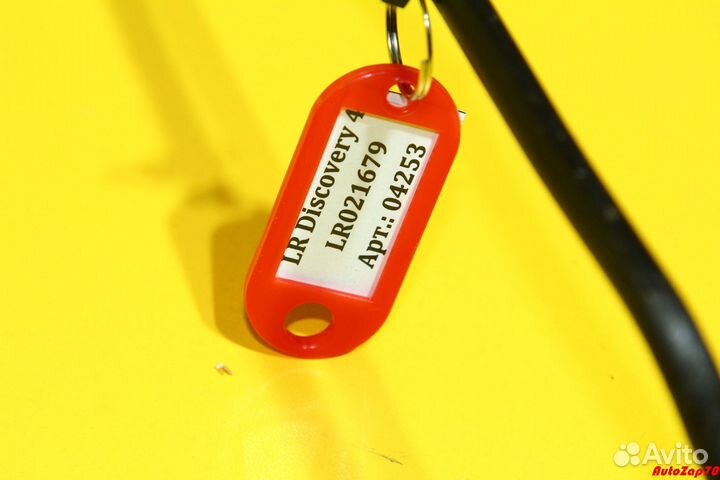 LR Discovery 4
LR021679
Арт.: 04253
Avito
AutoZap78